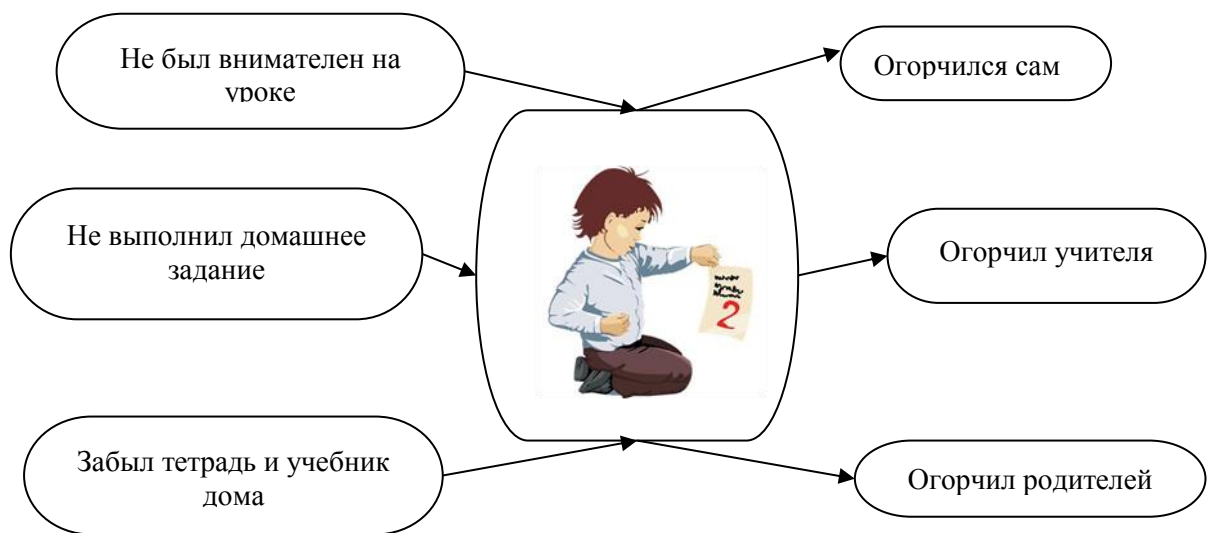 Не был внимателен на
уроке
Огорчился сам
Не выполнил домашнее
задание
2
Огорчил учителя
Забыл тетрадь и учебник
дома
Огорчил родителей